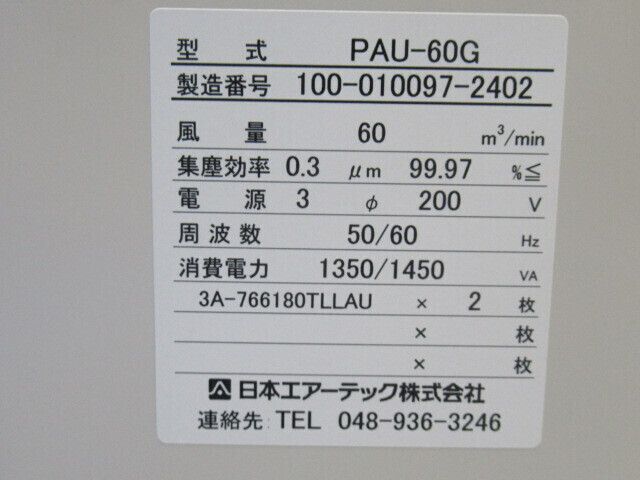 型式 PAU-60G
製造番号 100-010097-2402
風量 60 m³/min
集塵効率 0.3 μm 99.97 %≦
電源 3 φ 200 V
周波数 50/60 Hz
消費電力 1350/1450 VA
3A-766180TLLAU × 2 枚
× 枚
× 枚
日本エアーテック株式会社
連絡先:TEL 048-936-3246